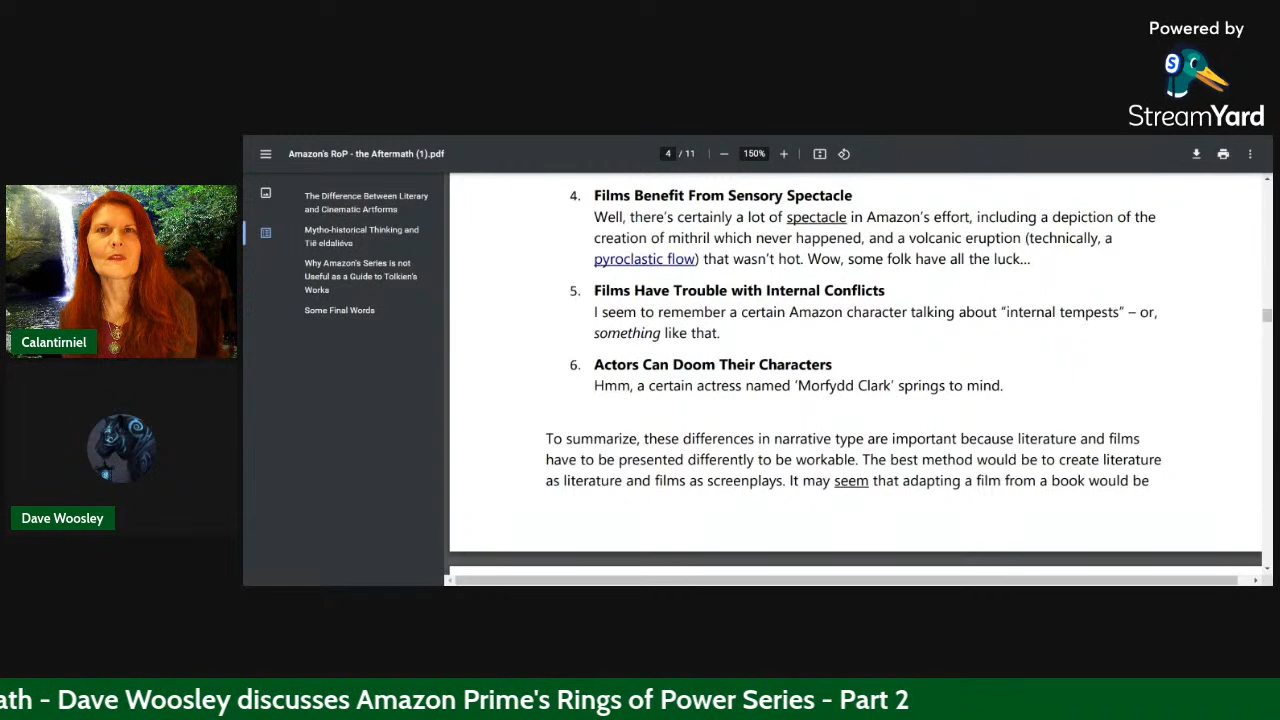 Powered by
StreamYard
Amazon's RoP - the Aftermath (1).pdf
4 / 11
150%
The Difference Between Literary
and Cinematic Artforms
Mytho-historical Thinking and
Tië eldaliéva
Why Amazon's Series is not
Useful as a Guide to Tolkien's
Works
Some Final Words
4. Films Benefit From Sensory Spectacle
Well, there's certainly a lot of spectacle in Amazon's effort, including a depiction of the
creation of mithril which never happened, and a volcanic eruption (technically, a
pyroclastic flow) that wasn't hot. Wow, some folk have all the luck…
5. Films Have Trouble with Internal Conflicts
I seem to remember a certain Amazon character talking about “internal tempests” – or,
something like that.
6. Actors Can Doom Their Characters
Hmm, a certain actress named ‘Morfydd Clark’ springs to mind.
To summarize, these differences in narrative type are important because literature and films
have to be presented differently to be workable. The best method would be to create literature
as literature and films as screenplays. It may seem that adapting a film from a book would be
Calantirniel
Dave Woosley
ath - Dave Woosley discusses Amazon Prime's Rings of Power Series - Part 2